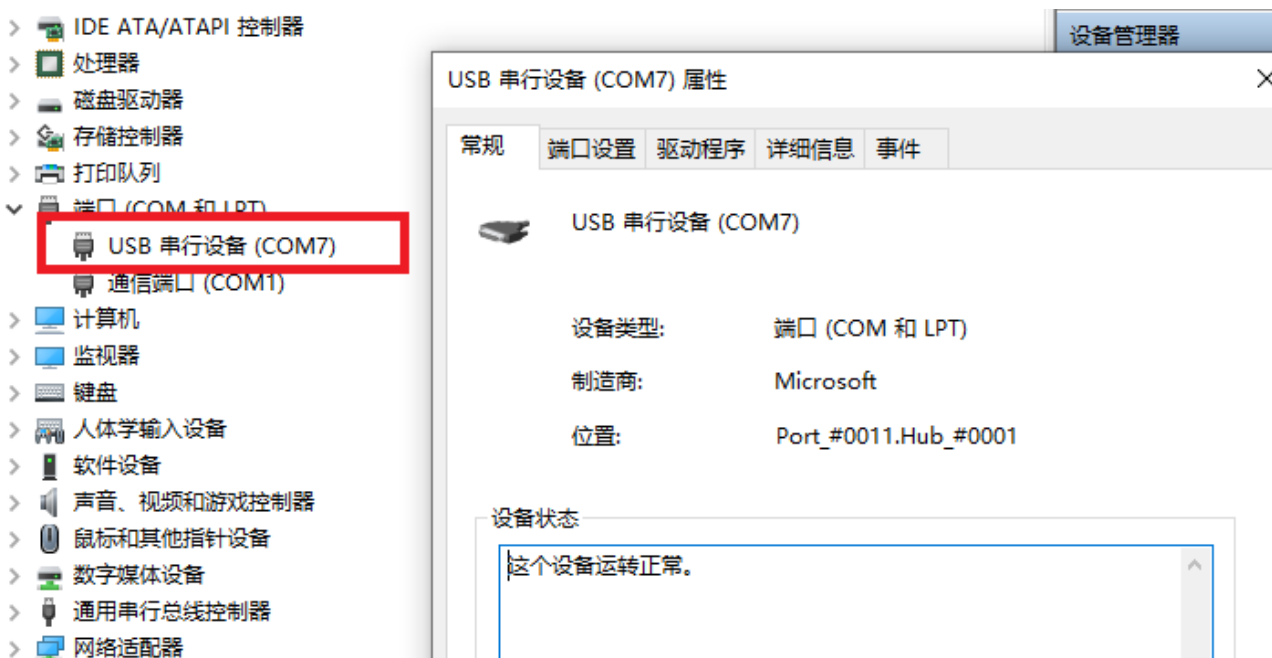 IDE ATA/ATAPI 控制器
处理器
磁盘驱动器
存储控制器
打印队列
端口 (COM 和 LPT)
USB 串行设备 (COM7)
通信端口 (COM1)
计算机
监视器
键盘
人体学输入设备
软件设备
声音、视频和游戏控制器
鼠标和其他指针设备
数字媒体设备
通用串行总线控制器
网络适配器
设备管理器
USB 串行设备 (COM7) 属性
常规 端口设置 驱动程序 详细信息 事件
USB 串行设备 (COM7)
设备类型: 端口 (COM 和 LPT)
制造商: Microsoft
位置: Port_#0011.Hub_#0001
设备状态
这个设备运转正常。